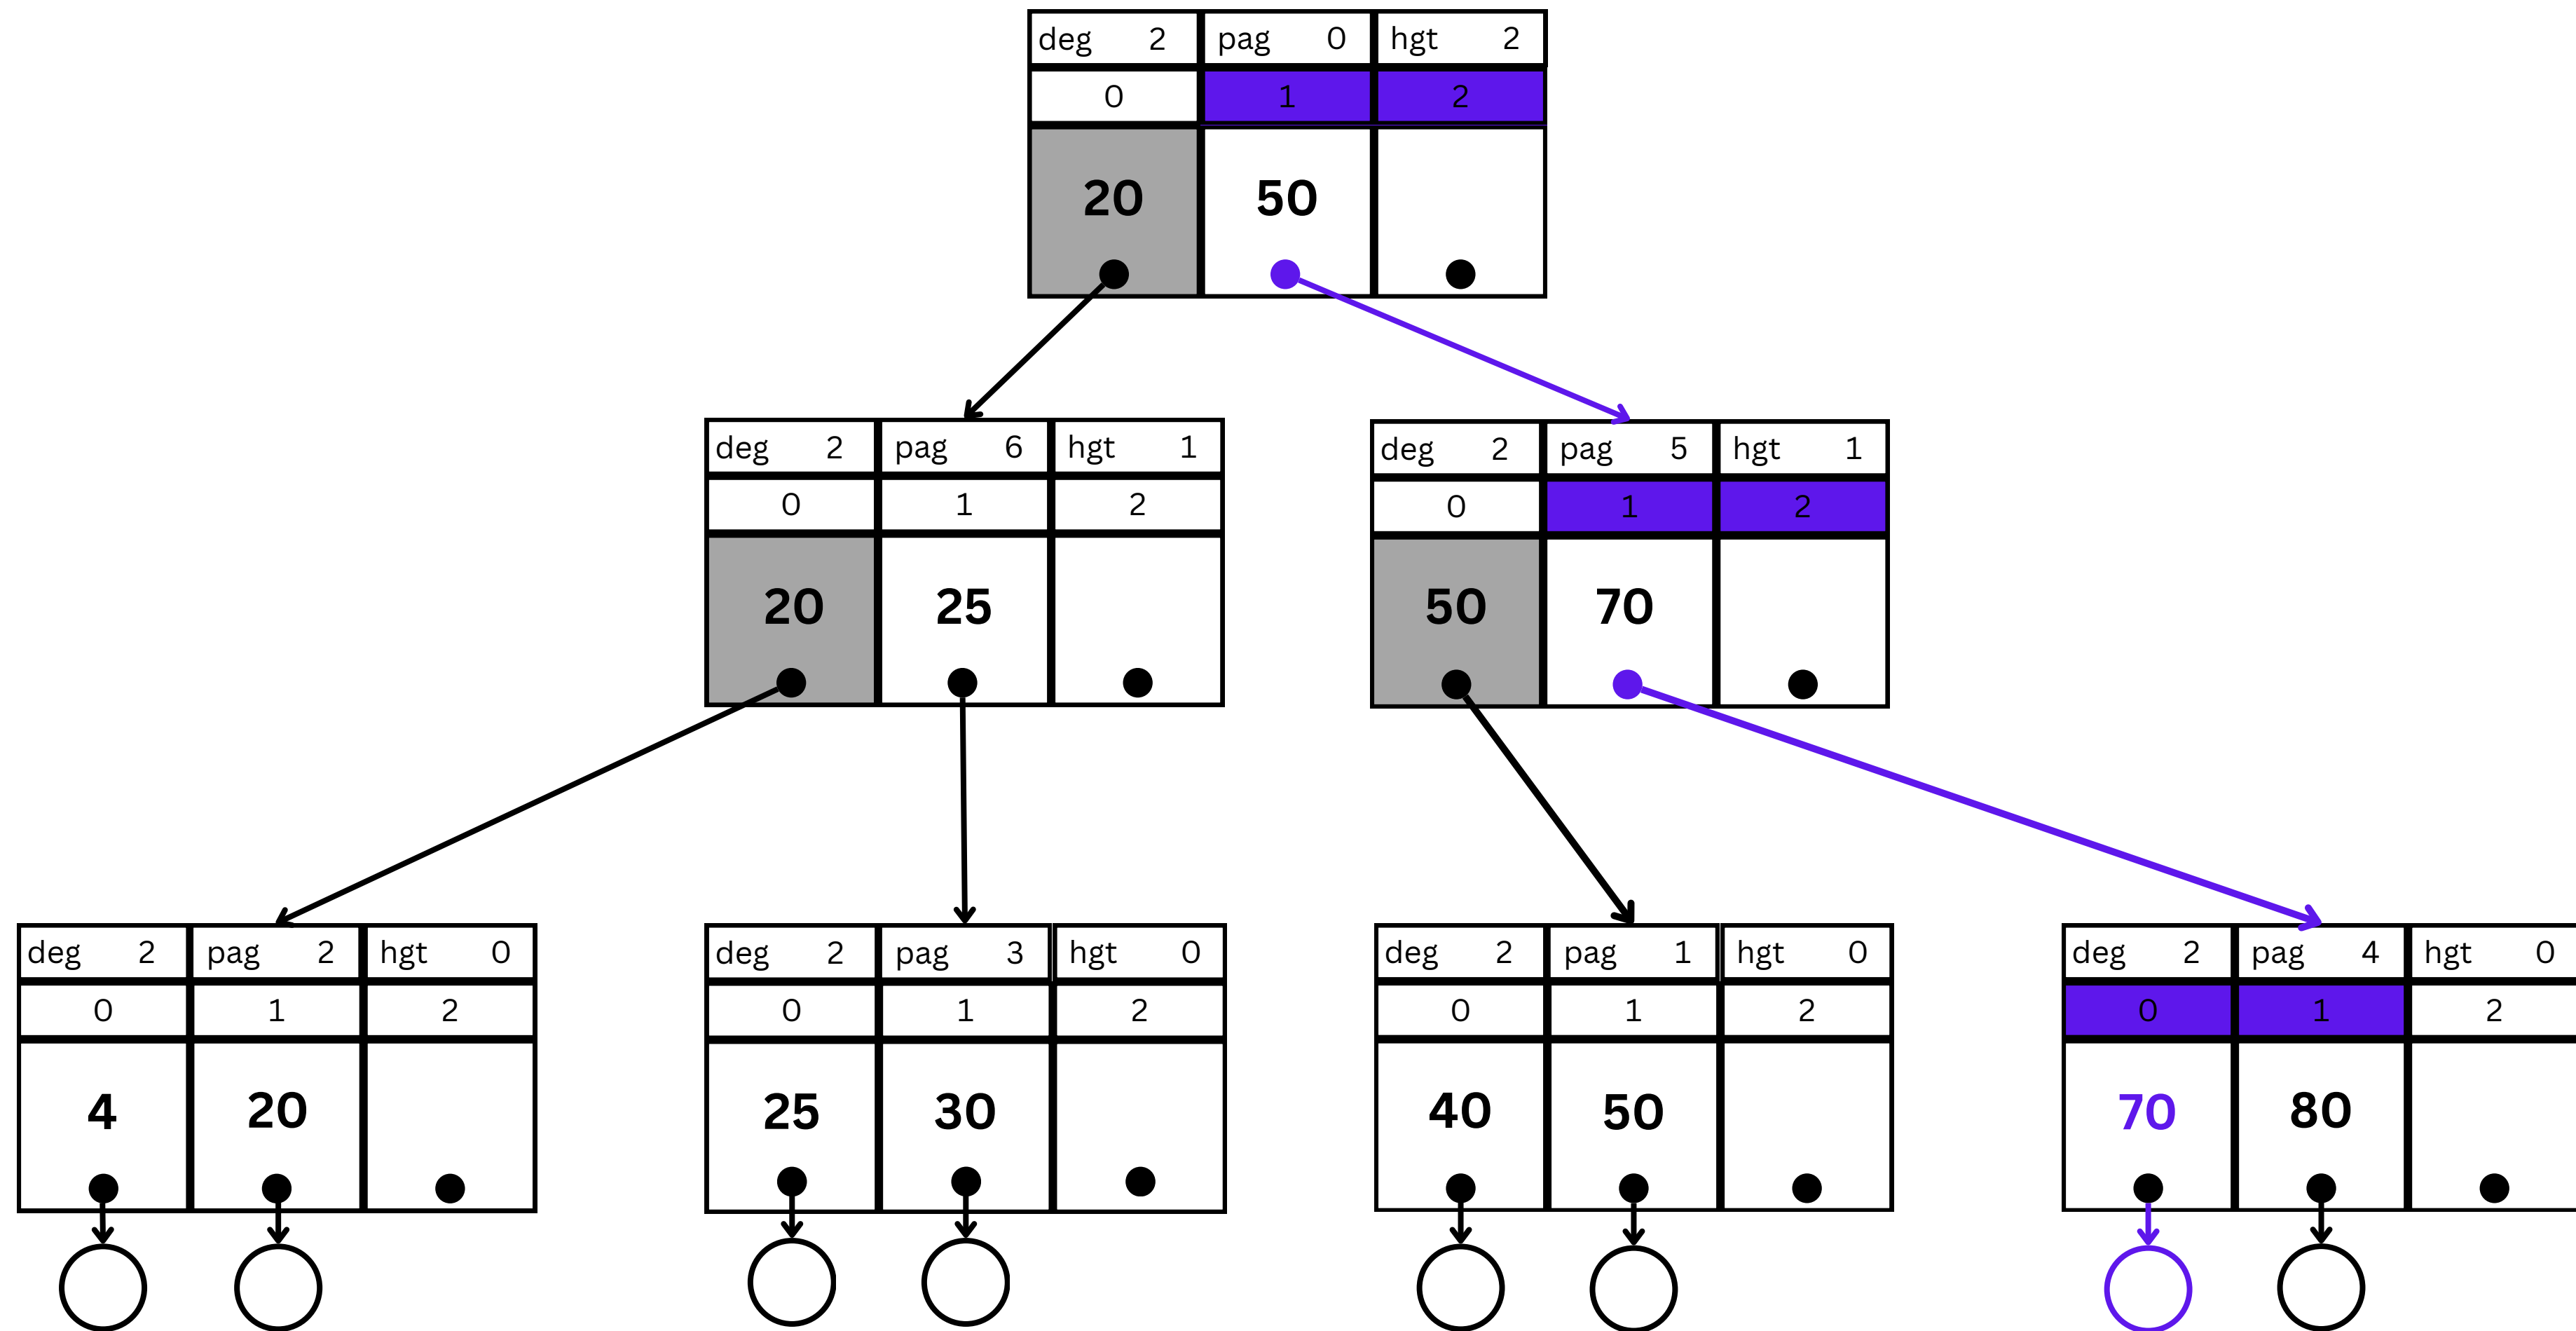 deg 2 pag 0 hgt 2
0 1 2
20 50
deg 2 pag 6 hgt 1
0 1 2
20 25
deg 2 pag 5 hgt 1
0 1 2
50 70
deg 2 pag 2 hgt 0
0 1 2
4 20
deg 2 pag 3 hgt 0
0 1 2
25 30
deg 2 pag 1 hgt 0
0 1 2
40 50
deg 2 pag 4 hgt 0
0 1 2
70 80